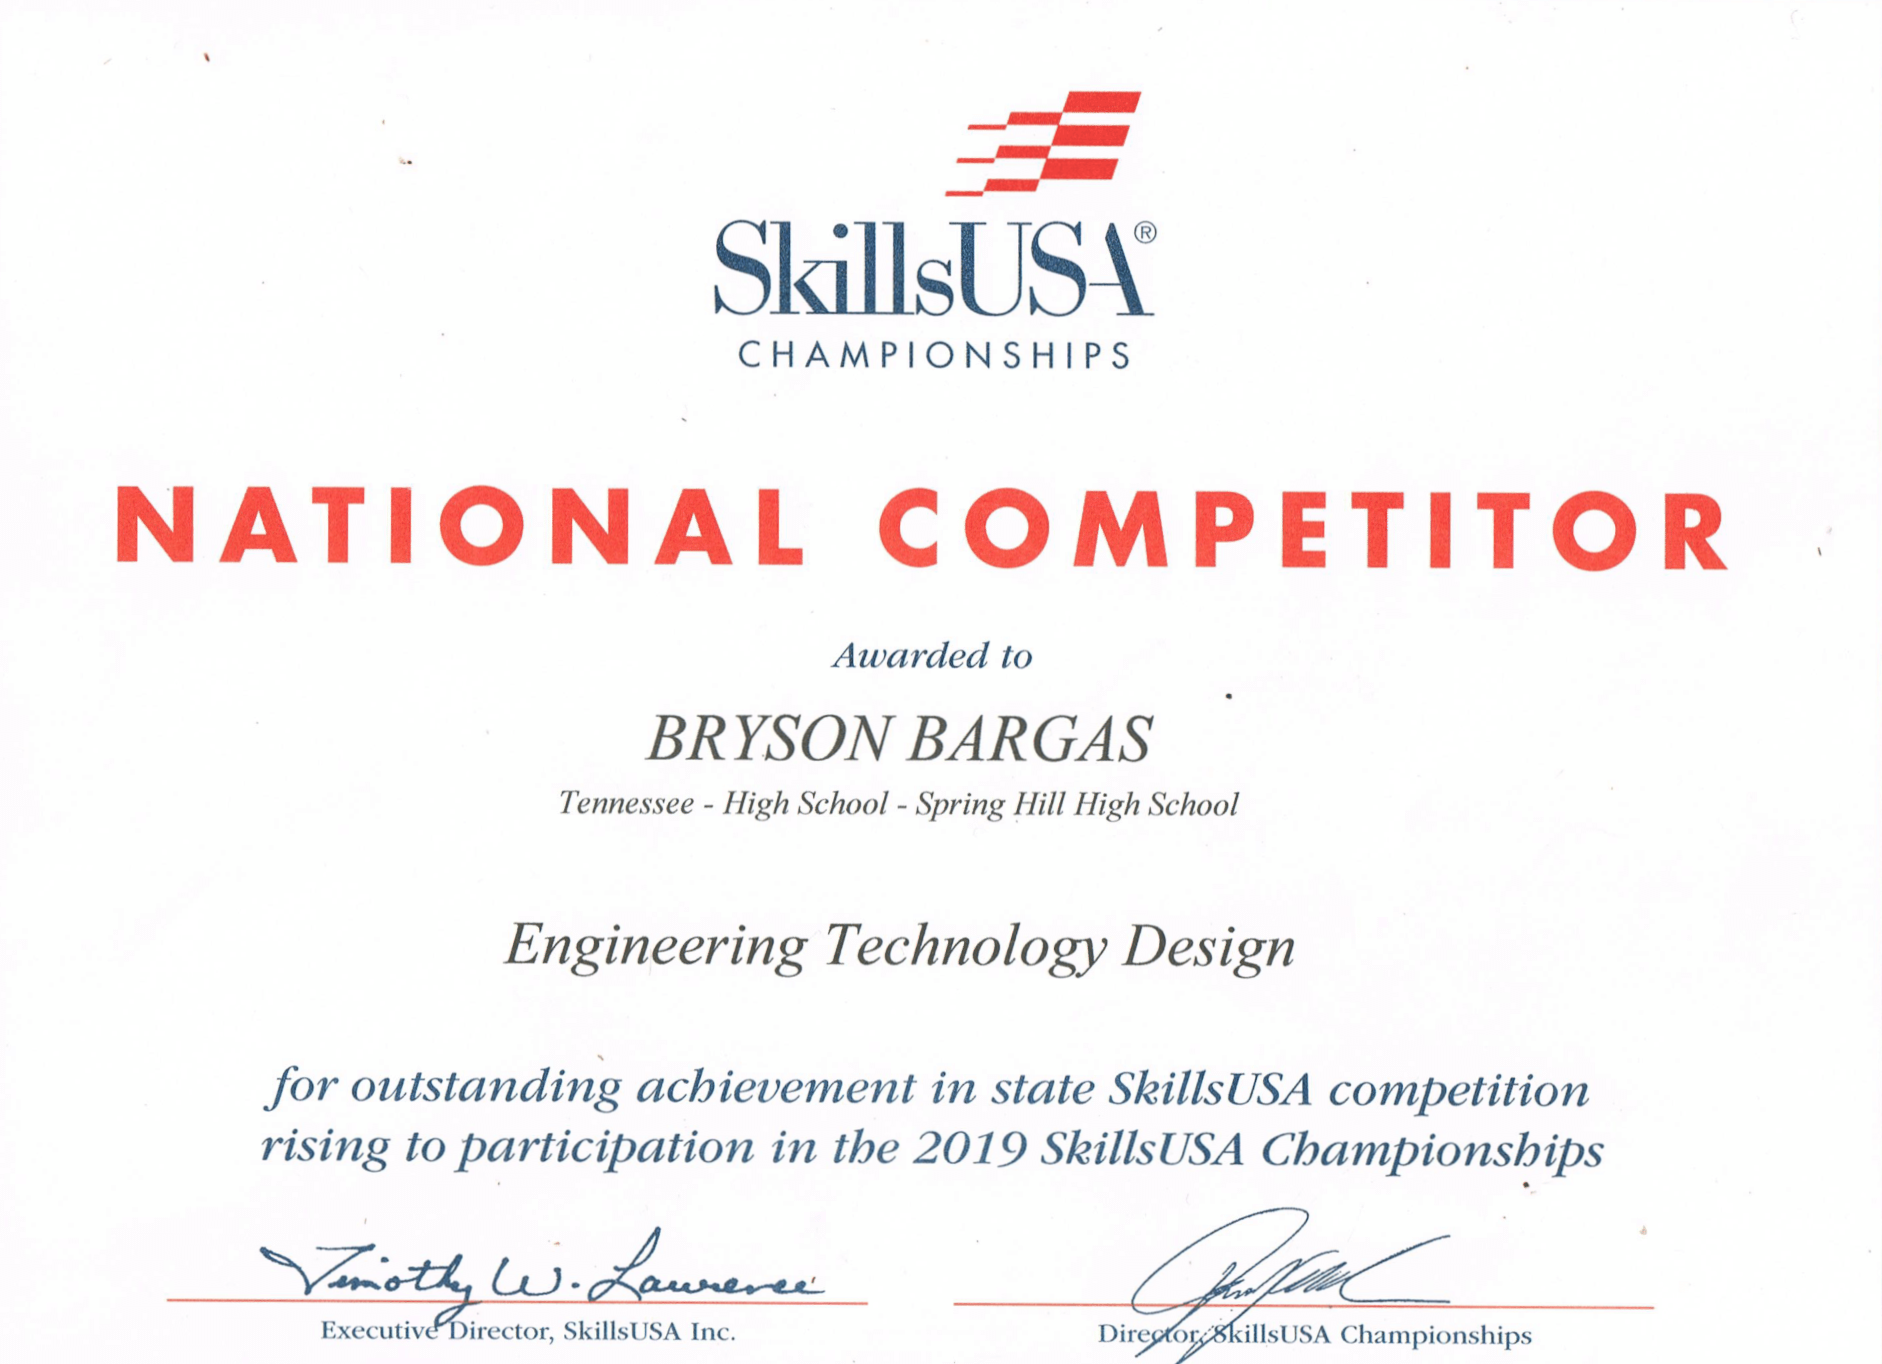 SkillsUSA®
CHAMPIONSHIPS
NATIONAL COMPETITOR
Awarded to
BRYSON BARGAS
Tennessee - High School - Spring Hill High School
Engineering Technology Design
for outstanding achievement in state SkillsUSA competition
rising to participation in the 2019 SkillsUSA Championships
Timothy W. Lawrence
Executive Director, SkillsUSA Inc.
Director, SkillsUSA Championships